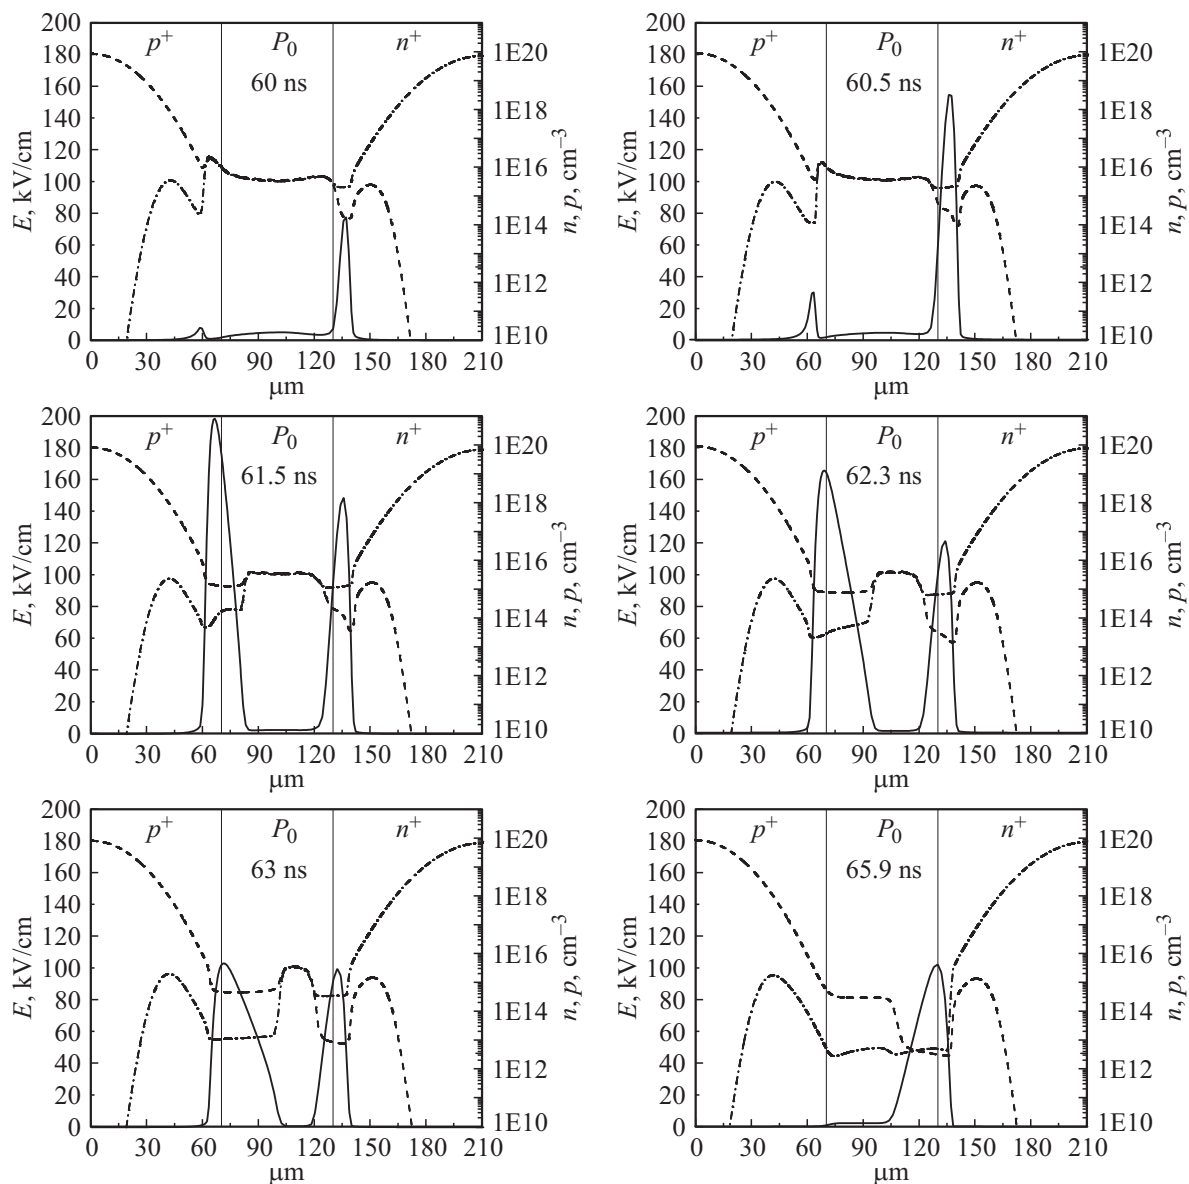 200
180
160
140
120
100
80
60
40
20
0
E, kV/cm
p+
P0
n+
60 ns
1E20
1E18
1E16
1E14
1E12
1E10
n, p, cm−3
0 30 60 90 120 150 180 210
μm
200
180
160
140
120
100
80
60
40
20
0
E, kV/cm
p+
P0
n+
60.5 ns
1E20
1E18
1E16
1E14
1E12
1E10
n, p, cm−3
0 30 60 90 120 150 180 210
μm
200
180
160
140
120
100
80
60
40
20
0
E, kV/cm
p+
P0
n+
61.5 ns
1E20
1E18
1E16
1E14
1E12
1E10
n, p, cm−3
0 30 60 90 120 150 180 210
μm
200
180
160
140
120
100
80
60
40
20
0
E, kV/cm
p+
P0
n+
62.3 ns
1E20
1E18
1E16
1E14
1E12
1E10
n, p, cm−3
0 30 60 90 120 150 180 210
μm
200
180
160
140
120
100
80
60
40
20
0
E, kV/cm
p+
P0
n+
63 ns
1E20
1E18
1E16
1E14
1E12
1E10
n, p, cm−3
0 30 60 90 120 150 180 210
μm
200
180
160
140
120
100
80
60
40
20
0
E, kV/cm
p+
P0
n+
65.9 ns
1E20
1E18
1E16
1E14
1E12
1E10
n, p, cm−3
0 30 60 90 120 150 180 210
μm